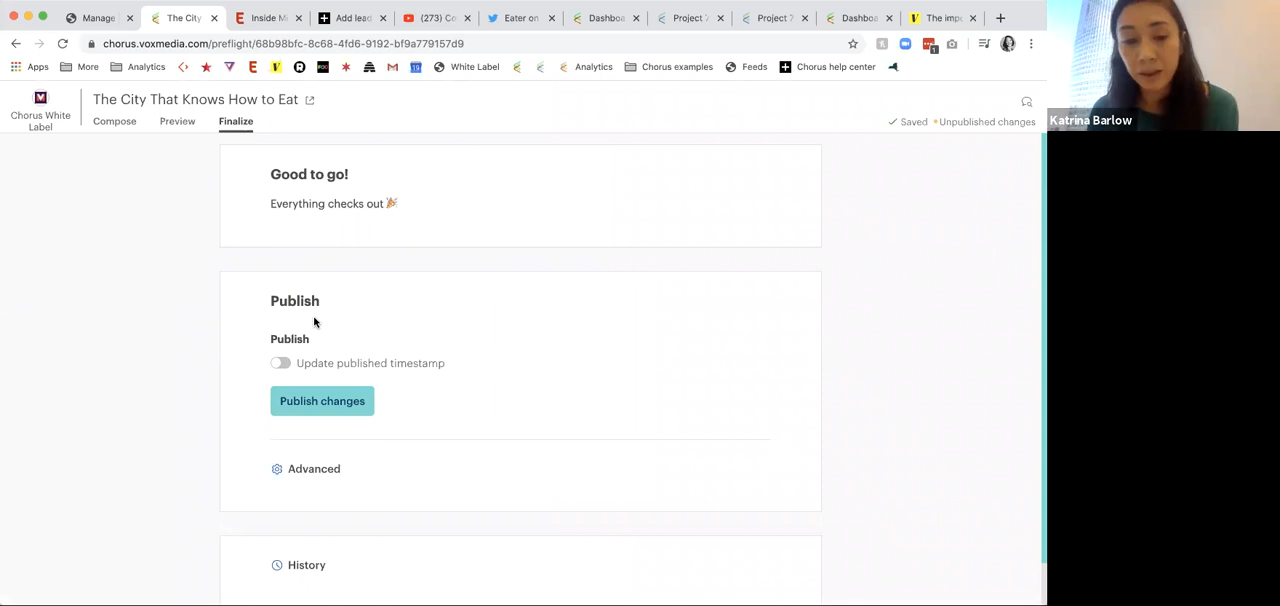 Manage
The City
Inside Mi
Add lead
(273) Co
Eater on
Dashboa
Project 7
Project 7
Dashboa
The impe
chorus.voxmedia.com/preflight/68b98bfc-8c68-4fd6-9192-bf9a779157d9
Apps
More
Analytics
White Label
Analytics
Chorus examples
Feeds
Chorus help center
Chorus White Label
The City That Knows How to Eat
Compose
Preview
Finalize
Saved
Unpublished changes
Katrina Barlow
Good to go!
Everything checks out
Publish
Publish
Update published timestamp
Publish changes
Advanced
History